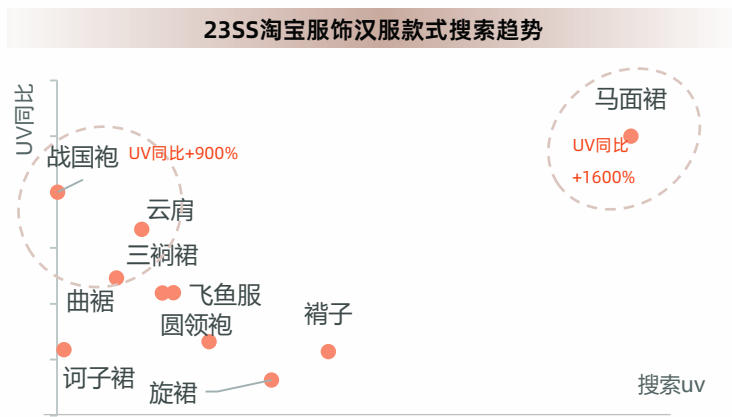 23SS淘宝服饰汉服款式搜索趋势
UV同比
马面裙
UV同比
+1600%
战国袍
UV同比+900%
云肩
三裥裙
曲裾
飞鱼服
圆领袍
褙子
诃子裙
旋裙
搜索uv